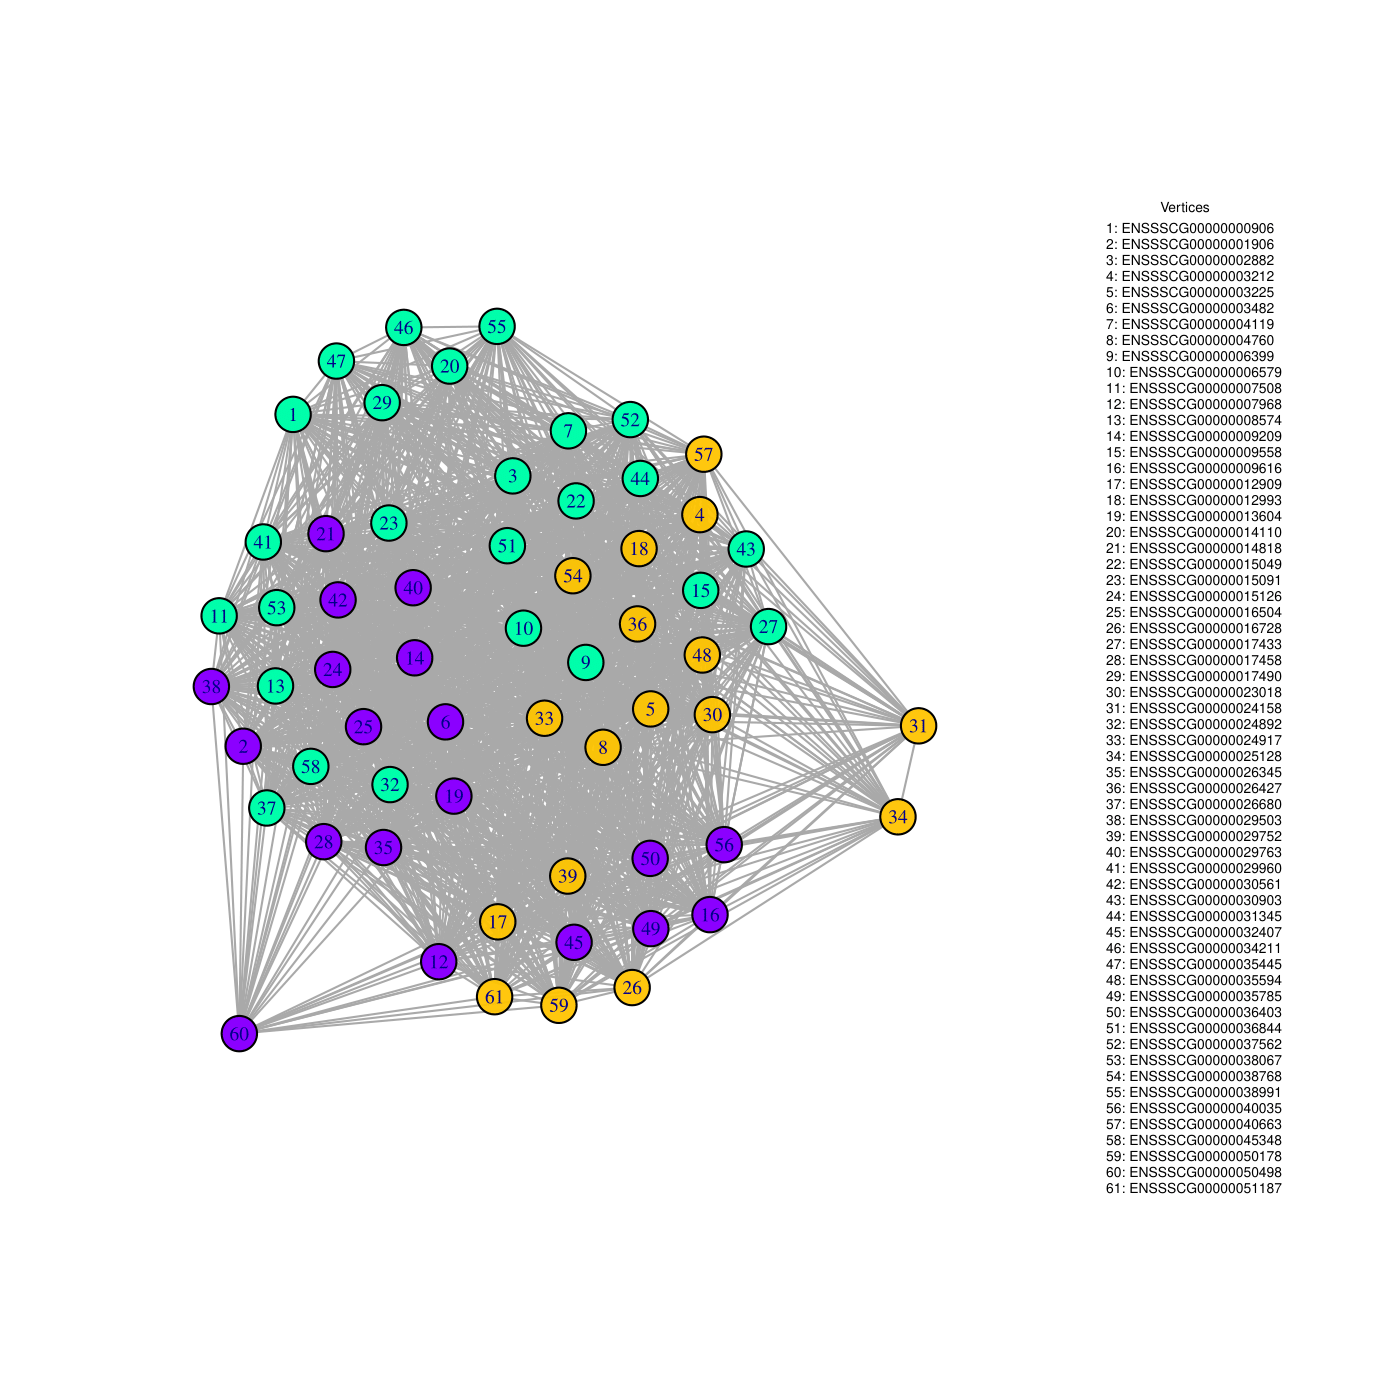 46
55
47
20
29
1
52
7
57
3
44
22
4
23
21
41
51
18
43
54
40
15
42
53
11
36
27
10
14
48
9
24
13
38
5
30
33
6
31
25
2
8
58
32
19
37
34
28
56
35
50
39
16
17
49
45
12
26
61
59
60
Vertices
1: ENSSSCG00000000906
2: ENSSSCG00000001906
3: ENSSSCG00000002882
4: ENSSSCG00000003212
5: ENSSSCG00000003225
6: ENSSSCG00000003482
7: ENSSSCG00000004119
8: ENSSSCG00000004760
9: ENSSSCG00000006399
10: ENSSSCG00000006579
11: ENSSSCG00000007508
12: ENSSSCG00000007968
13: ENSSSCG00000008574
14: ENSSSCG00000009209
15: ENSSSCG00000009558
16: ENSSSCG00000009616
17: ENSSSCG00000012909
18: ENSSSCG00000012993
19: ENSSSCG00000013604
20: ENSSSCG00000014110
21: ENSSSCG00000014818
22: ENSSSCG00000015049
23: ENSSSCG00000015091
24: ENSSSCG00000015126
25: ENSSSCG00000016504
26: ENSSSCG00000016728
27: ENSSSCG00000017433
28: ENSSSCG00000017458
29: ENSSSCG00000017490
30: ENSSSCG00000023018
31: ENSSSCG00000024158
32: ENSSSCG00000024892
33: ENSSSCG00000024917
34: ENSSSCG00000025128
35: ENSSSCG00000026345
36: ENSSSCG00000026427
37: ENSSSCG00000026680
38: ENSSSCG00000029503
39: ENSSSCG00000029752
40: ENSSSCG00000029763
41: ENSSSCG00000029960
42: ENSSSCG00000030561
43: ENSSSCG00000030903
44: ENSSSCG00000031345
45: ENSSSCG00000032407
46: ENSSSCG00000034211
47: ENSSSCG00000035445
48: ENSSSCG00000035594
49: ENSSSCG00000035785
50: ENSSSCG00000036403
51: ENSSSCG00000036844
52: ENSSSCG00000037562
53: ENSSSCG00000038067
54: ENSSSCG00000038768
55: ENSSSCG00000038991
56: ENSSSCG00000040035
57: ENSSSCG00000040663
58: ENSSSCG00000045348
59: ENSSSCG00000050178
60: ENSSSCG00000050498
61: ENSSSCG00000051187